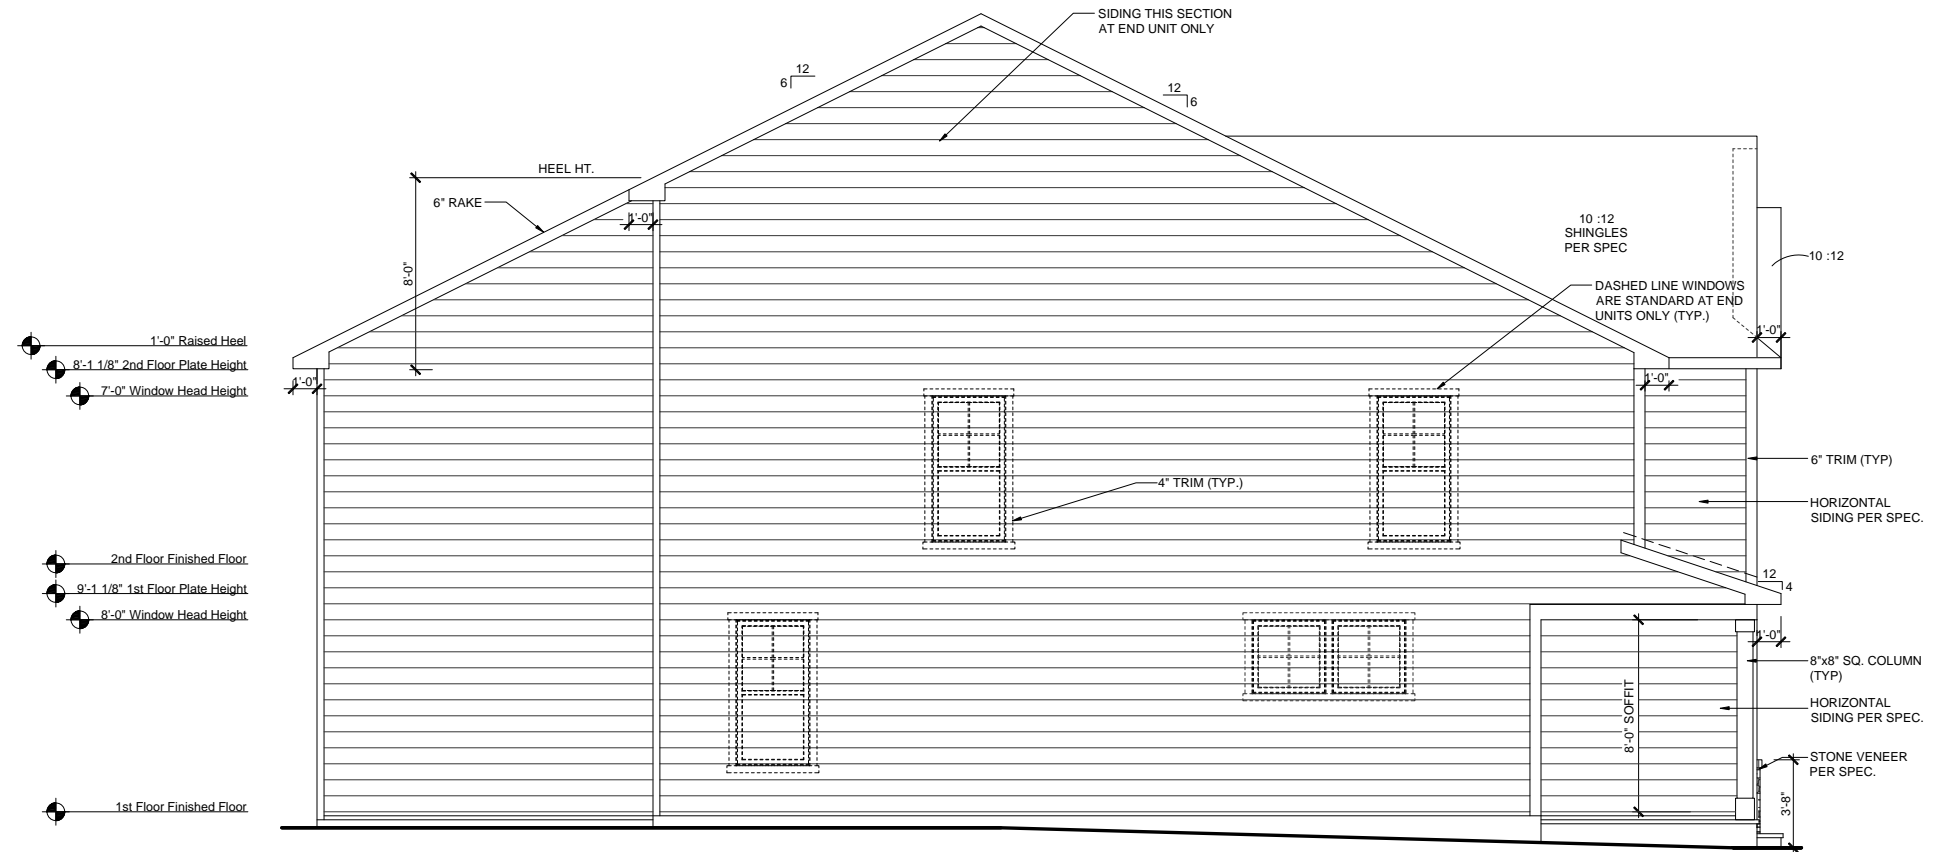 SIDING THIS SECTION
AT END UNIT ONLY
12
6
12
6
HEEL HT.
6" RAKE
1'-0"
8'-0"
10 :12
SHINGLES
PER SPEC
10 :12
DASHED LINE WINDOWS
ARE STANDARD AT END
UNITS ONLY (TYP.)
1'-0"
1'-0" Raised Heel
8'-1 1/8" 2nd Floor Plate Height
7'-0" Window Head Height
1'-0"
1'-0"
6" TRIM (TYP)
4" TRIM (TYP.)
HORIZONTAL
SIDING PER SPEC.
2nd Floor Finished Floor
9'-1 1/8" 1st Floor Plate Height
8'-0" Window Head Height
12
4
1'-0"
8"x8" SQ. COLUMN
(TYP)
8'-0" SOFFIT
HORIZONTAL
SIDING PER SPEC.
STONE VENEER
PER SPEC.
3'-8"
1st Floor Finished Floor